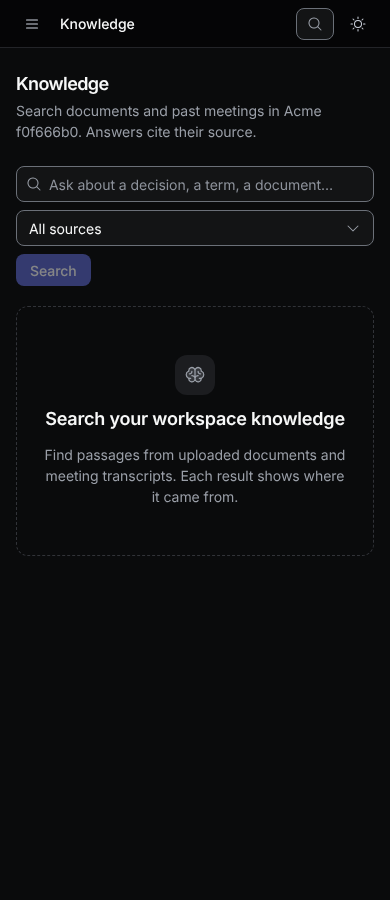 Knowledge
Knowledge
Search documents and past meetings in Acme
f0f666b0. Answers cite their source.
Ask about a decision, a term, a document...
All sources
Search
Search your workspace knowledge
Find passages from uploaded documents and
meeting transcripts. Each result shows where
it came from.